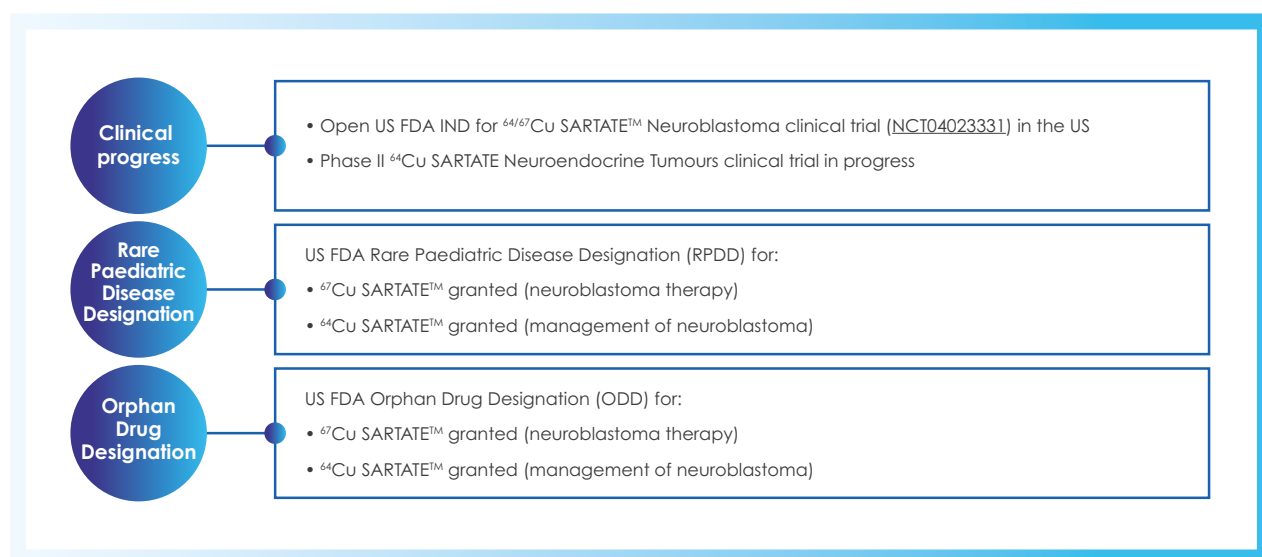 Clinical
progress
• Open US FDA IND for ⁶⁴/⁶⁷Cu SARTATE™ Neuroblastoma clinical trial (NCT04023331) in the US
• Phase II ⁶⁴Cu SARTATE Neuroendocrine Tumours clinical trial in progress
Rare
Paediatric
Disease
Designation
US FDA Rare Paediatric Disease Designation (RPDD) for:
• ⁶⁷Cu SARTATE™ granted (neuroblastoma therapy)
• ⁶⁴Cu SARTATE™ granted (management of neuroblastoma)
Orphan
Drug
Designation
US FDA Orphan Drug Designation (ODD) for:
• ⁶⁷Cu SARTATE™ granted (neuroblastoma therapy)
• ⁶⁴Cu SARTATE™ granted (management of neuroblastoma)